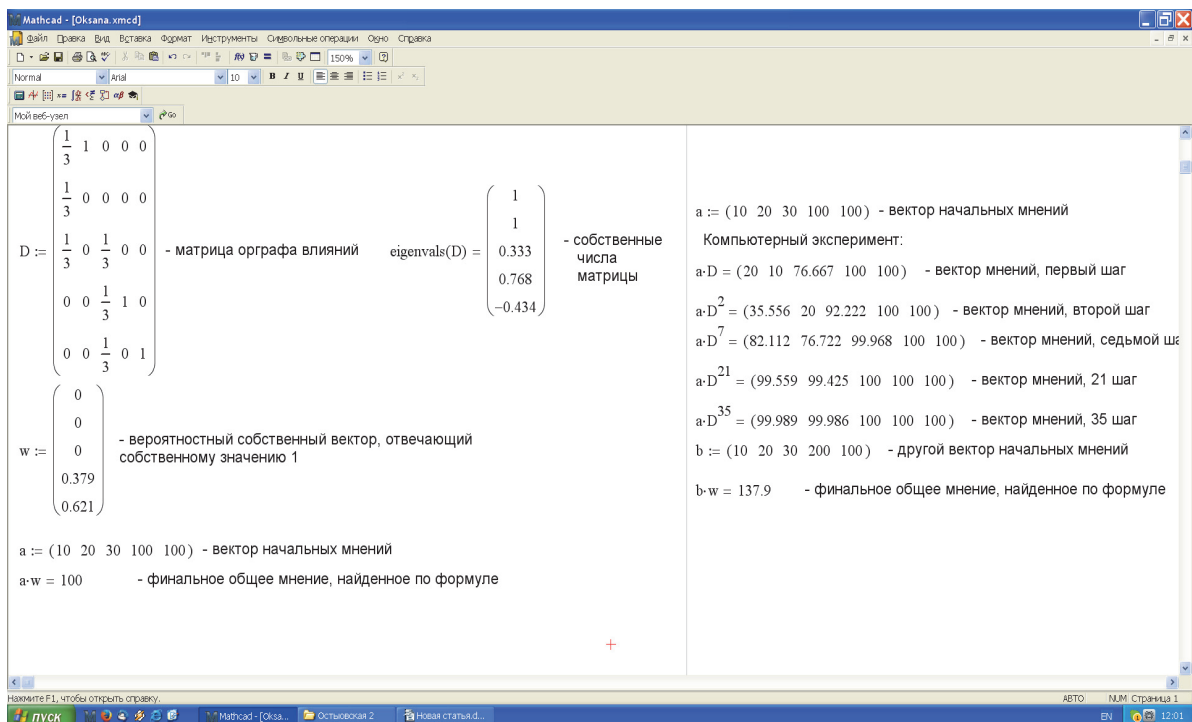 Mathcad - [Oksana.xmcd]
Файл Правка Вид Вставка Формат Инструменты Символьные операции Окно Справка
150%
Normal Arial 10 B I U
Мой веб-узел Go
D := ( 1/3 1 0 0 0
1/3 0 0 0 0
1/3 0 1/3 0 0
0 0 1/3 1 0
0 0 1/3 0 1 ) - матрица орграфа влияний
eigenvals(D) = ( 1
1
0.333
0.768
−0.434 ) - собственные
числа
матрицы
w := ( 0
0
0
0.379
0.621 ) - вероятностный собственный вектор, отвечающий
собственному значению 1
a := (10 20 30 100 100) - вектор начальных мнений
a·w = 100 - финальное общее мнение, найденное по формуле
a := (10 20 30 100 100) - вектор начальных мнений
Компьютерный эксперимент:
a·D = (20 10 76.667 100 100) - вектор мнений, первый шаг
a·D^2 = (35.556 20 92.222 100 100) - вектор мнений, второй шаг
a·D^7 = (82.112 76.722 99.968 100 100) - вектор мнений, седьмой ша
a·D^21 = (99.559 99.425 100 100 100) - вектор мнений, 21 шаг
a·D^35 = (99.989 99.986 100 100 100) - вектор мнений, 35 шаг
b := (10 20 30 200 100) - другой вектор начальных мнений
b·w = 137.9 - финальное общее мнение, найденное по формуле
Нажмите F1, чтобы открыть справку. АВТО NUM Страница 1
пуск Mathcad - [Oksa... Остыовская 2 Новая статья.d... EN 12:01